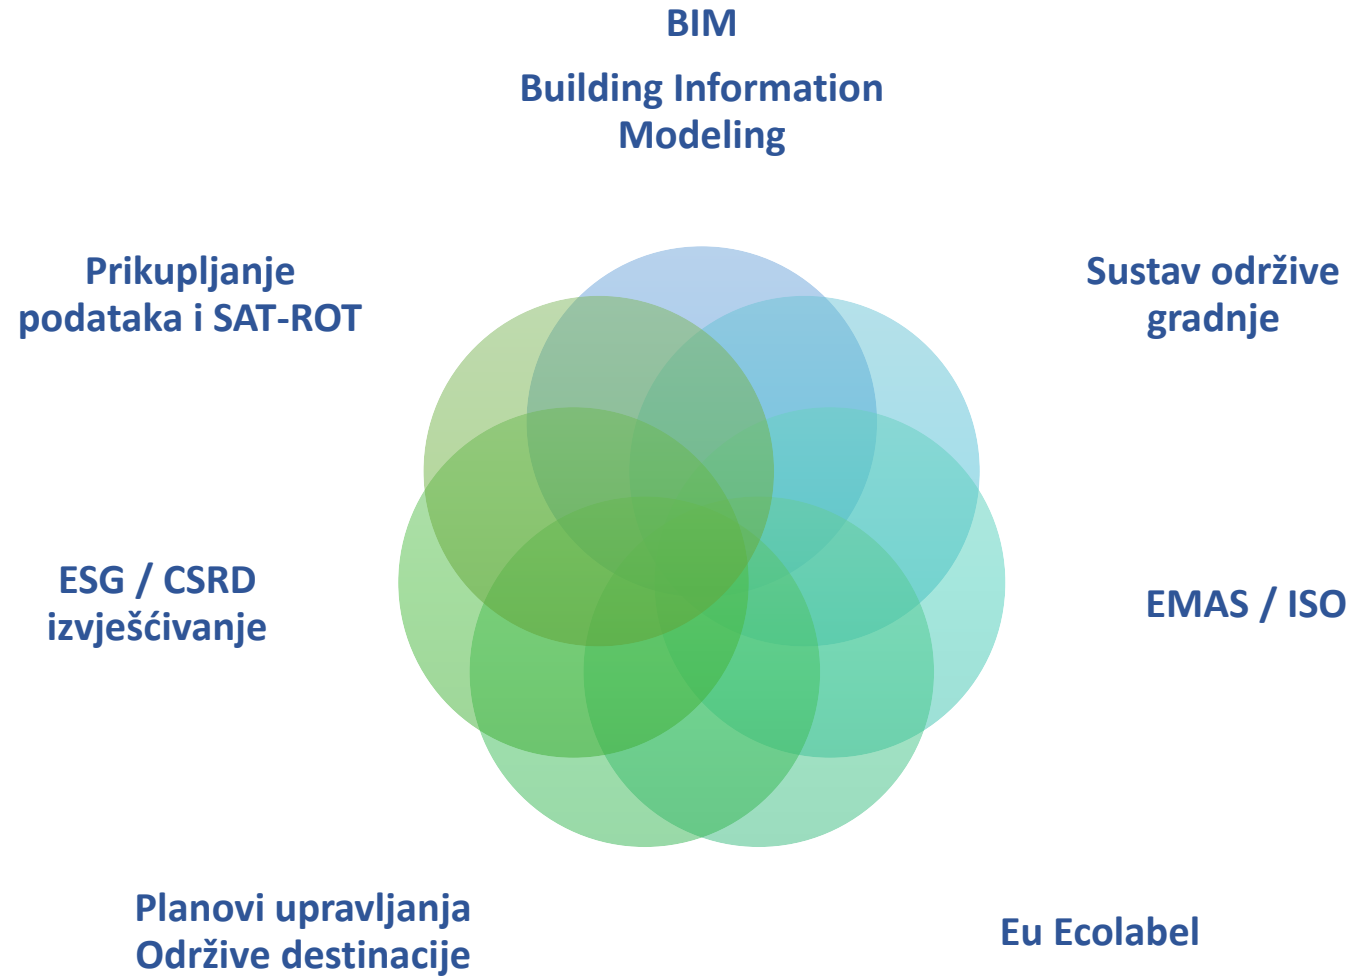 BIM
Building Information
Modeling
Prikupljanje
podataka i SAT-ROT
Sustav održive
gradnje
ESG / CSRD
izvješćivanje
EMAS / ISO
Planovi upravljanja
Održive destinacije
Eu Ecolabel